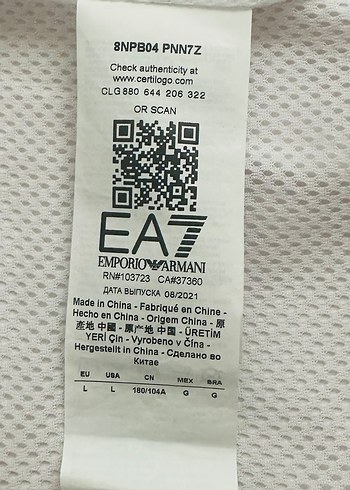 8NPB04 PNN7Z
Check authenticity at
www.certilogo.com
CLG 880 644 206 322
OR SCAN
EA7
EMPORIO ARMANI
RN#103723 CA#37360
ДАТА ВЫПУСКА 08/2021
Made in China - Fabriqué en Chine -
Hecho en China - Origem China - 原
產地 中國 - 原产地 中国 - ÜRETİM
YERİ Çin - Vyrobeno v Čína -
Hergestellt in China - Сделано во
Китае
EU USA CN MEX BRA
L L 180/104A G G